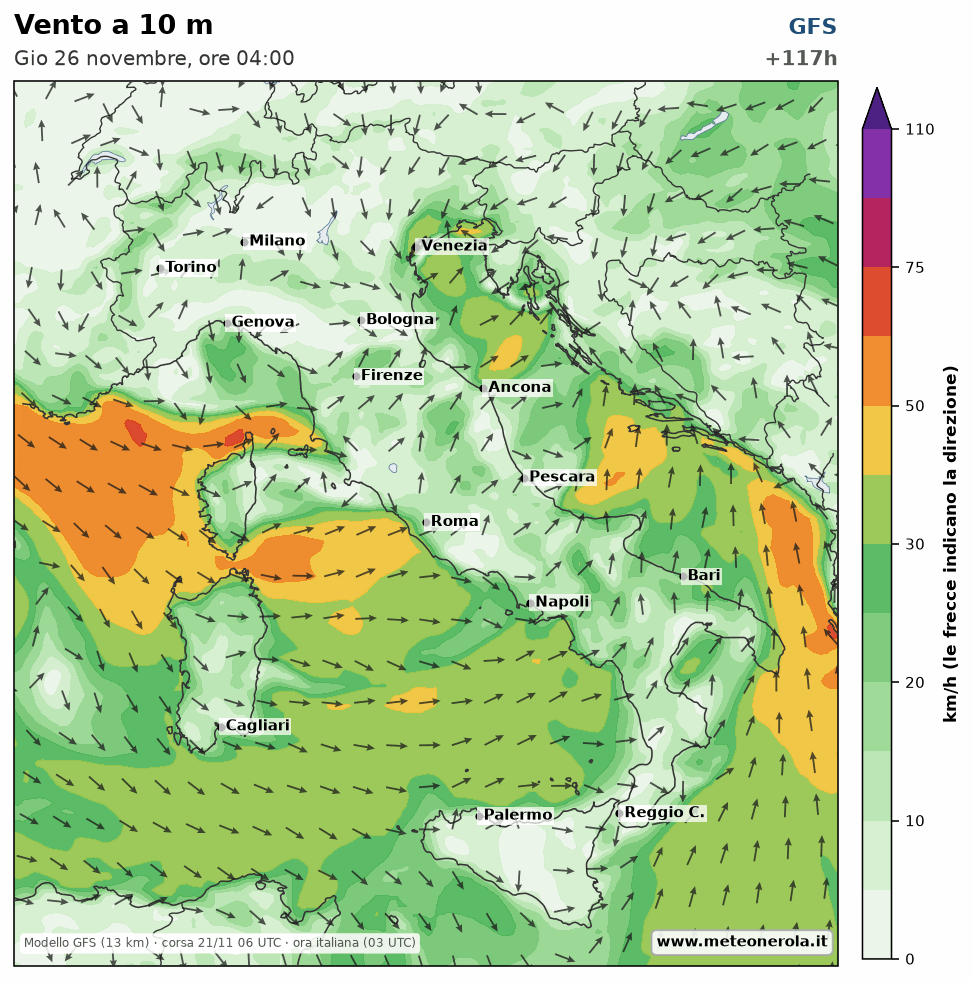 Vento a 10 m
GFS
Gio 26 novembre, ore 04:00
+117h
Milano
Venezia
Torino
Genova
Bologna
Firenze
Ancona
Pescara
Roma
Bari
Napoli
Cagliari
Palermo
Reggio C.
Modello GFS (13 km) · corsa 21/11 06 UTC · ora italiana (03 UTC)
www.meteonerola.it
110
75
50
30
20
10
0
km/h (le frecce indicano la direzione)